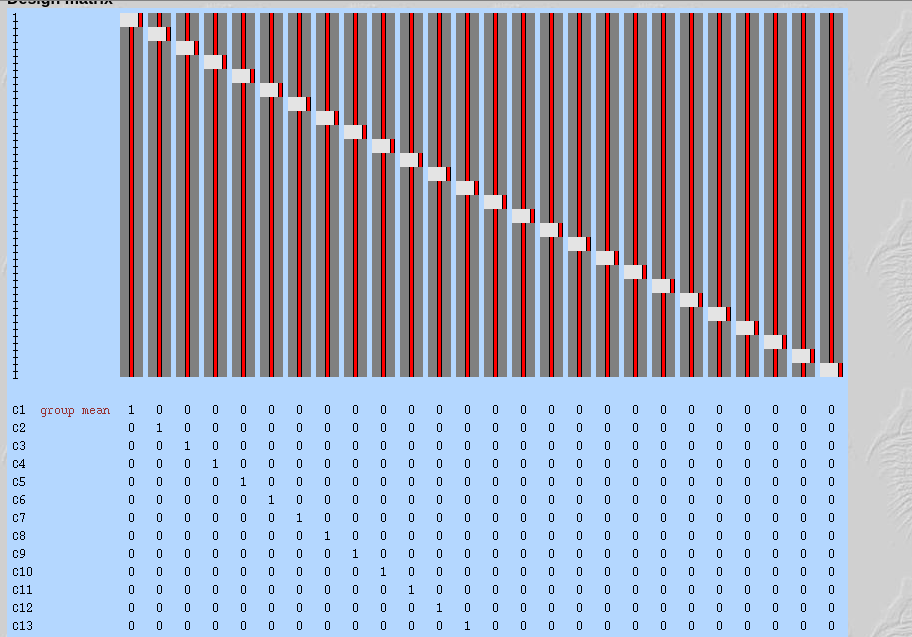 Design matrix
C1 group mean 1 0 0 0 0 0 0 0 0 0 0 0 0 0 0 0 0 0 0 0 0 0 0 0 0 0
C2 0 1 0 0 0 0 0 0 0 0 0 0 0 0 0 0 0 0 0 0 0 0 0 0 0 0
C3 0 0 1 0 0 0 0 0 0 0 0 0 0 0 0 0 0 0 0 0 0 0 0 0 0 0
C4 0 0 0 1 0 0 0 0 0 0 0 0 0 0 0 0 0 0 0 0 0 0 0 0 0 0
C5 0 0 0 0 1 0 0 0 0 0 0 0 0 0 0 0 0 0 0 0 0 0 0 0 0 0
C6 0 0 0 0 0 1 0 0 0 0 0 0 0 0 0 0 0 0 0 0 0 0 0 0 0 0
C7 0 0 0 0 0 0 1 0 0 0 0 0 0 0 0 0 0 0 0 0 0 0 0 0 0 0
C8 0 0 0 0 0 0 0 1 0 0 0 0 0 0 0 0 0 0 0 0 0 0 0 0 0 0
C9 0 0 0 0 0 0 0 0 1 0 0 0 0 0 0 0 0 0 0 0 0 0 0 0 0 0
C10 0 0 0 0 0 0 0 0 0 1 0 0 0 0 0 0 0 0 0 0 0 0 0 0 0 0
C11 0 0 0 0 0 0 0 0 0 0 1 0 0 0 0 0 0 0 0 0 0 0 0 0 0 0
C12 0 0 0 0 0 0 0 0 0 0 0 1 0 0 0 0 0 0 0 0 0 0 0 0 0 0
C13 0 0 0 0 0 0 0 0 0 0 0 0 1 0 0 0 0 0 0 0 0 0 0 0 0 0